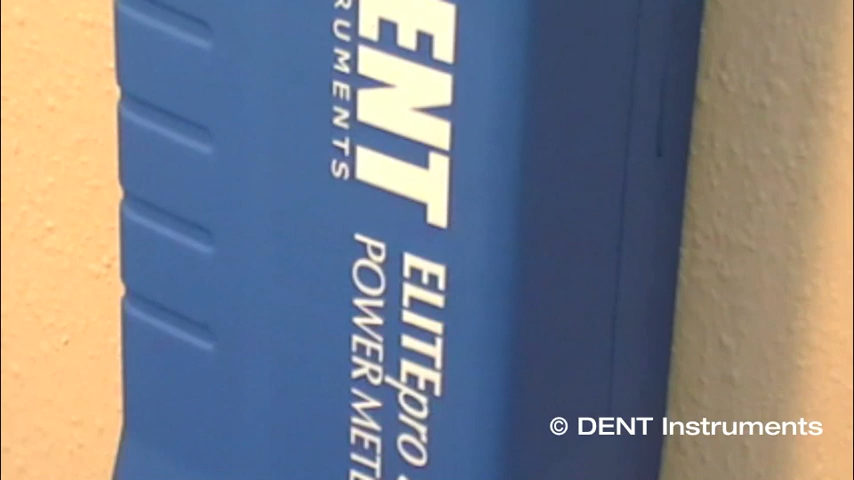 ENT
RUMENTS
ELITEpro
POWER METE
© DENT Instruments